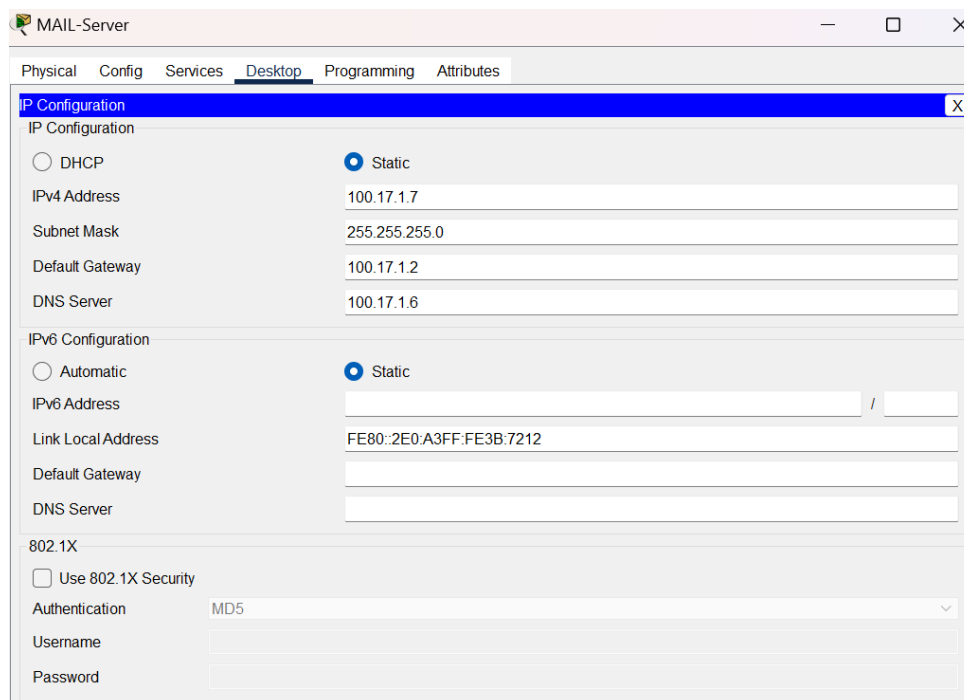 MAIL-Server
Physical Config Services Desktop Programming Attributes
IP Configuration X
IP Configuration
DHCP Static
IPv4 Address 100.17.1.7
Subnet Mask 255.255.255.0
Default Gateway 100.17.1.2
DNS Server 100.17.1.6
IPv6 Configuration
Automatic Static
IPv6 Address /
Link Local Address FE80::2E0:A3FF:FE3B:7212
Default Gateway
DNS Server
802.1X
Use 802.1X Security
Authentication MD5
Username
Password